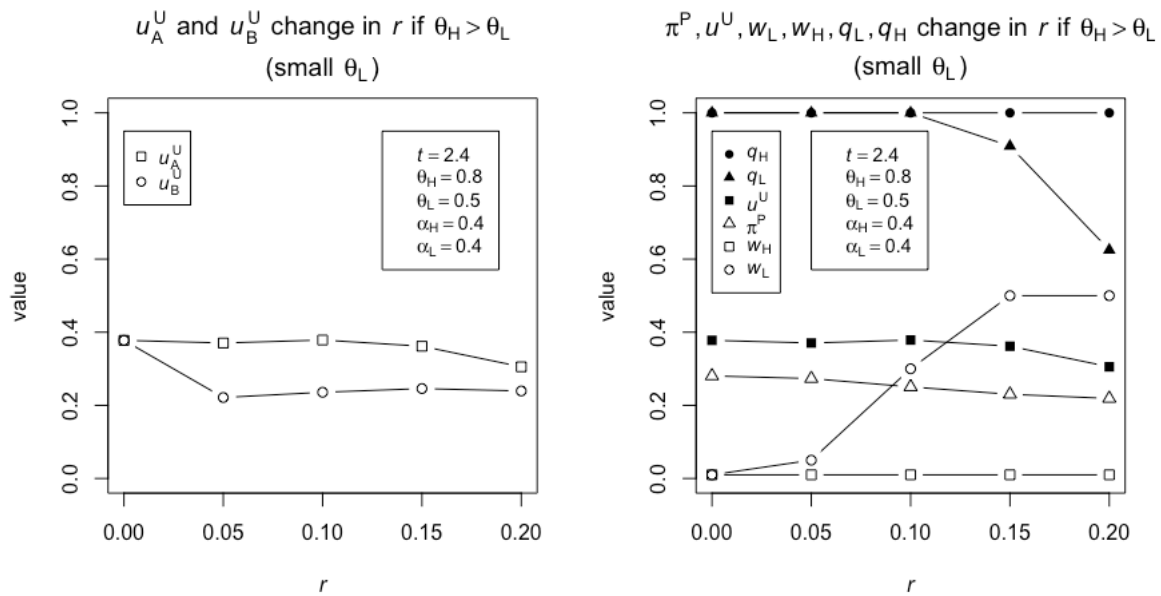 u_A^U and u_B^U change in r if θ_H > θ_L
(small θ_L)
value
1.0
0.8
0.6
0.4
0.2
0.0
u_A^U
u_B^U
t = 2.4
θ_H = 0.8
θ_L = 0.5
α_H = 0.4
α_L = 0.4
0.00 0.05 0.10 0.15 0.20
r
π^P, u^U, w_L, w_H, q_L, q_H change in r if θ_H > θ_L
(small θ_L)
value
1.0
0.8
0.6
0.4
0.2
0.0
q_H
q_L
u^U
π^P
w_H
w_L
t = 2.4
θ_H = 0.8
θ_L = 0.5
α_H = 0.4
α_L = 0.4
0.00 0.05 0.10 0.15 0.20
r